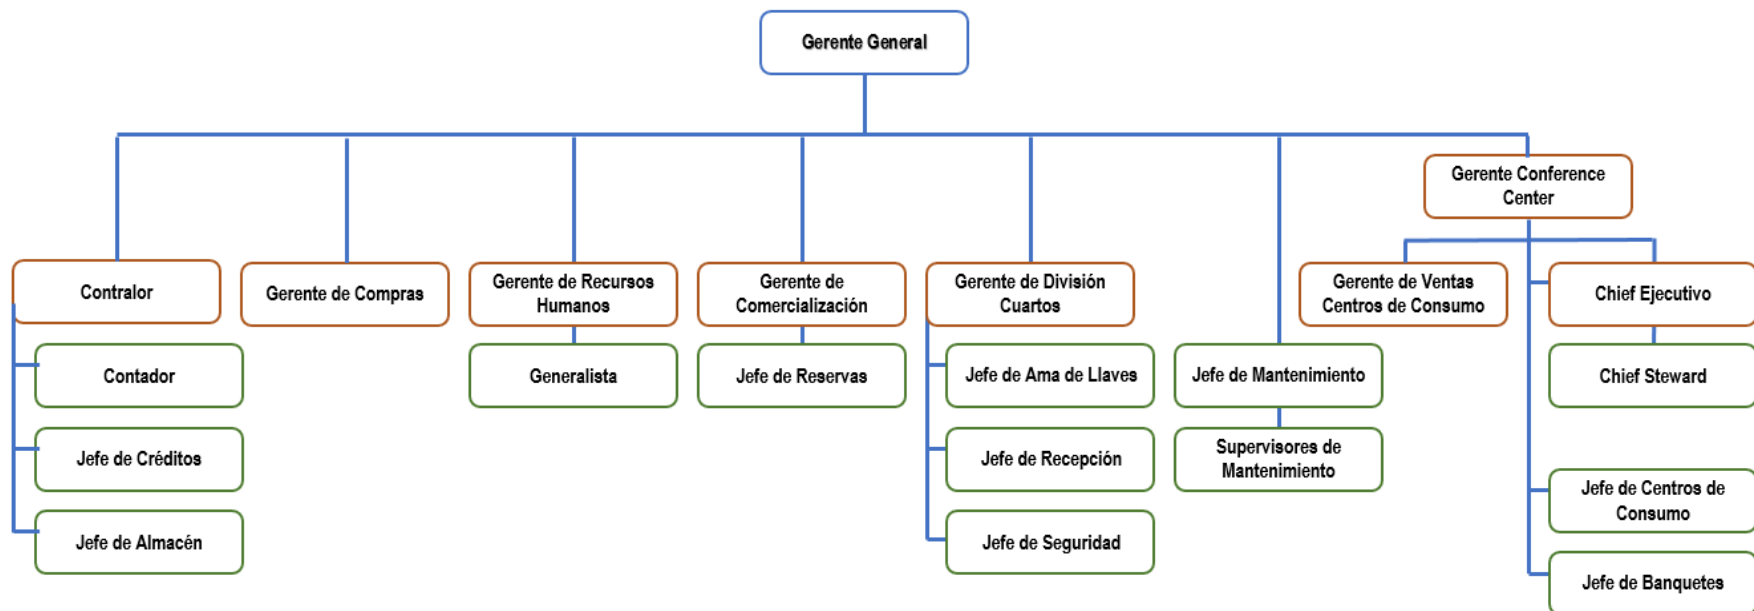 Gerente General
Gerente Conference
Center
Contralor
Gerente de Compras
Gerente de Recursos
Humanos
Gerente de
Comercialización
Gerente de División
Cuartos
Gerente de Ventas
Centros de Consumo
Chief Ejecutivo
Contador
Generalista
Jefe de Reservas
Jefe de Ama de Llaves
Jefe de Mantenimiento
Chief Steward
Jefe de Créditos
Jefe de Recepción
Supervisores de
Mantenimiento
Jefe de Centros de
Consumo
Jefe de Almacén
Jefe de Seguridad
Jefe de Banquetes